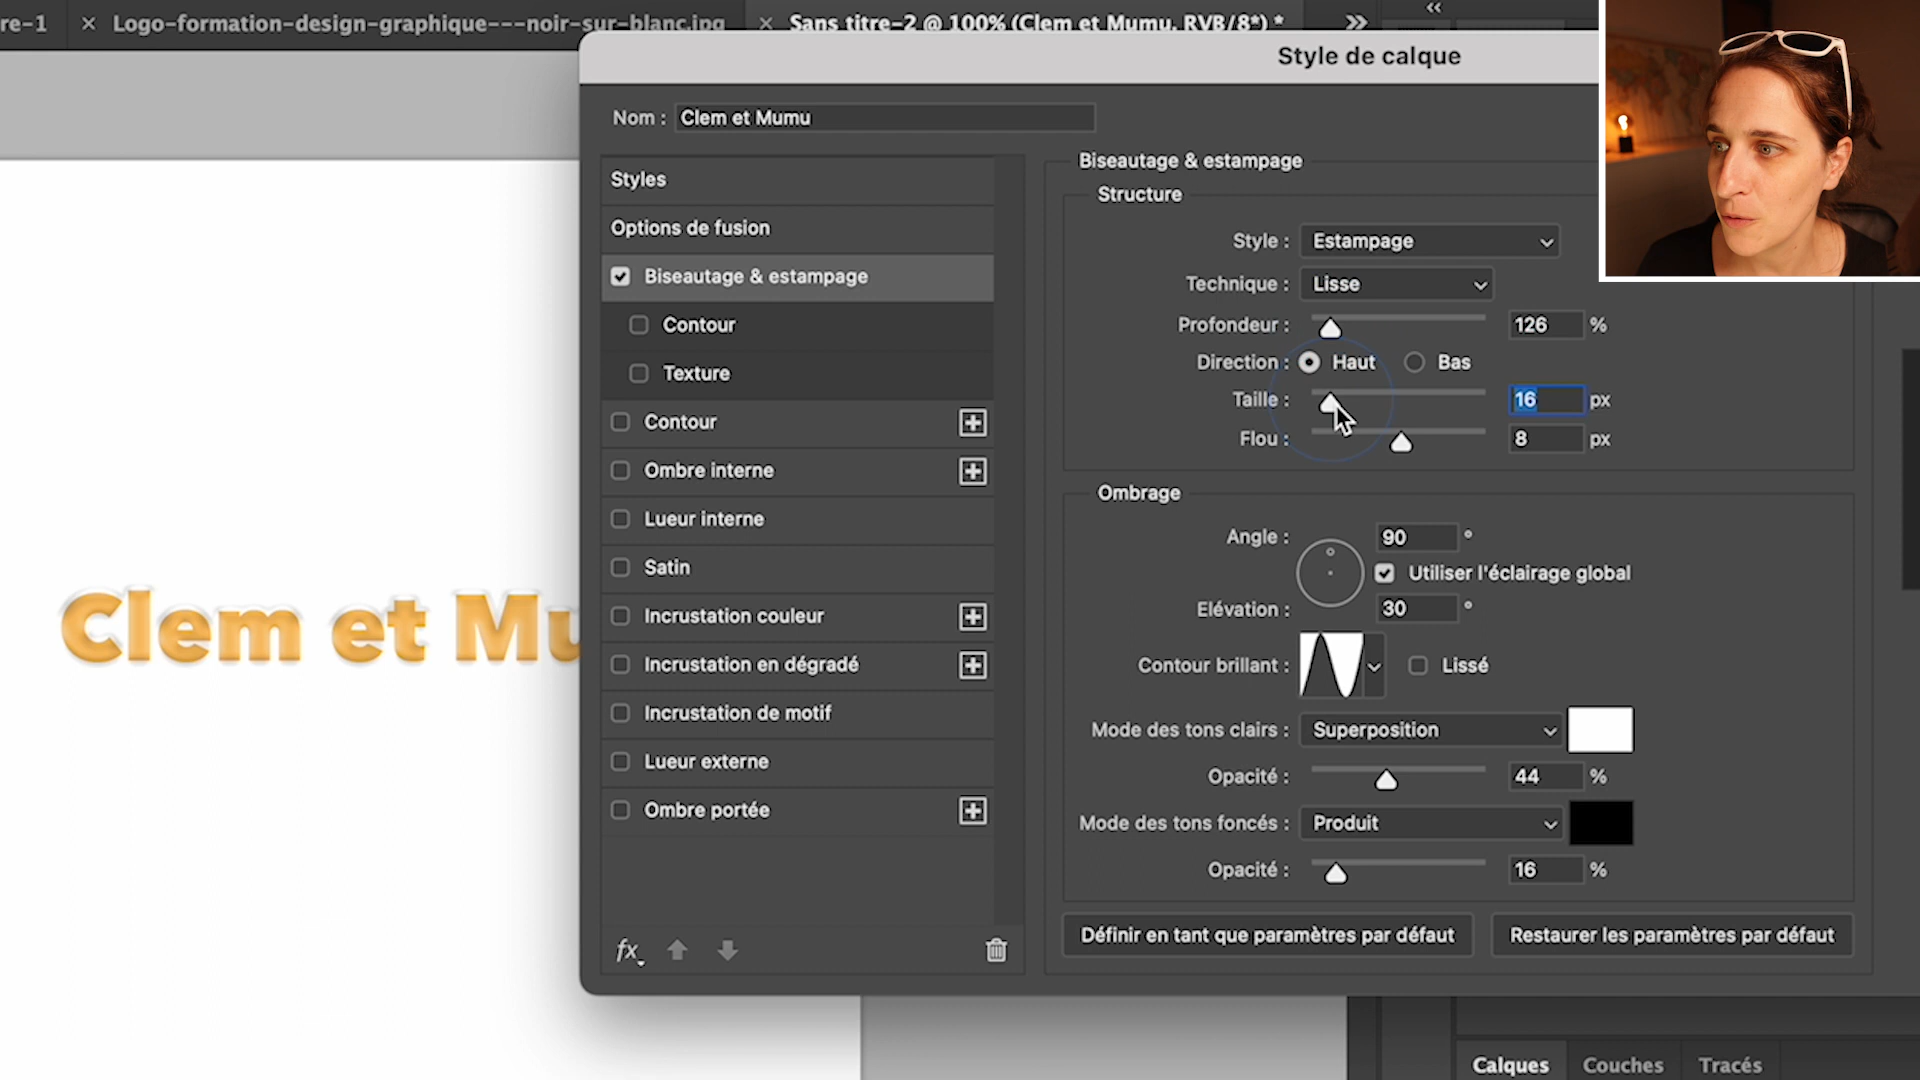 re-1 × Logo-formation-design-graphique---noir-sur-blanc.jpg × Sans titre-2 @ 100% (Clem et Mumu, RVB/8*) * »
Style de calque
Nom : Clem et Mumu
Styles
Options de fusion
Biseautage & estampage
Contour
Texture
Contour
Ombre interne
Lueur interne
Satin
Incrustation couleur
Incrustation en dégradé
Incrustation de motif
Lueur externe
Ombre portée
fx
Biseautage & estampage
Structure
Style : Estampage
Technique : Lisse
Profondeur : 126 %
Direction : Haut Bas
Taille : 16 px
Flou : 8 px
Ombrage
Angle : 90 °
Utiliser l'éclairage global
Elévation : 30 °
Contour brillant : Lissé
Mode des tons clairs : Superposition
Opacité : 44 %
Mode des tons foncés : Produit
Opacité : 16 %
Définir en tant que paramètres par défaut Restaurer les paramètres par défaut
Clem et Mu
Calques Couches Tracés